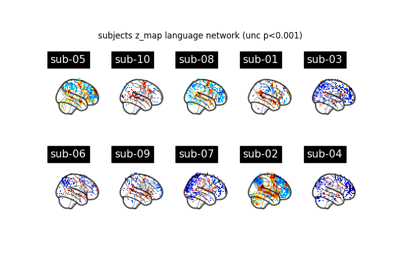 subjects z_map language network (unc p<0.001)
sub-05 sub-10 sub-08 sub-01 sub-03
sub-06 sub-09 sub-07 sub-02 sub-04